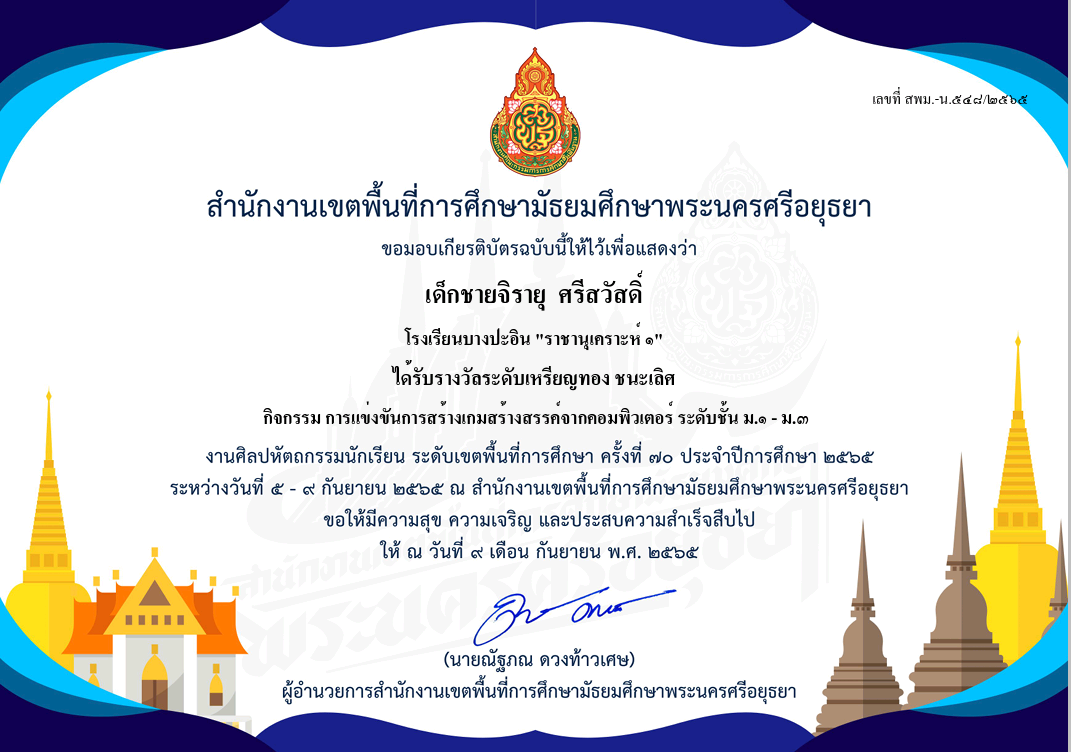 เลขที่ สพม.-น.๕๔๘/๒๕๖๕
สำนักงานเขตพื้นที่การศึกษามัธยมศึกษาพระนครศรีอยุธยา
ขอมอบเกียรติบัตรฉบับนี้ให้ไว้เพื่อแสดงว่า
เด็กชายจิรายุ ศรีสวัสดิ์
โรงเรียนบางปะอิน "ราชานุเคราะห์ ๑"
ได้รับรางวัลระดับเหรียญทอง ชนะเลิศ
กิจกรรม การแข่งขันการสร้างเกมสร้างสรรค์จากคอมพิวเตอร์ ระดับชั้น ม.๑ - ม.๓
งานศิลปหัตถกรรมนักเรียน ระดับเขตพื้นที่การศึกษา ครั้งที่ ๗๐ ประจำปีการศึกษา ๒๕๖๕
ระหว่างวันที่ ๕ - ๙ กันยายน ๒๕๖๕ ณ สำนักงานเขตพื้นที่การศึกษามัธยมศึกษาพระนครศรีอยุธยา
ขอให้มีความสุข ความเจริญ และประสบความสำเร็จสืบไป
ให้ ณ วันที่ ๙ เดือน กันยายน พ.ศ. ๒๕๖๕
(นายณัฐภณ ดวงท้าวเศษ)
ผู้อำนวยการสำนักงานเขตพื้นที่การศึกษามัธยมศึกษาพระนครศรีอยุธยา